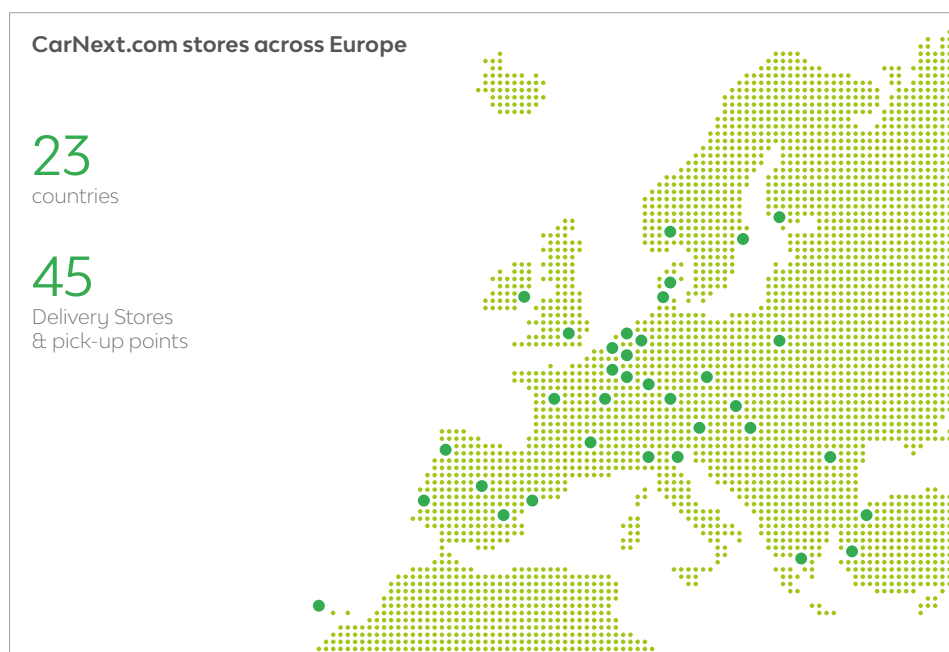 CarNext.com stores across Europe
23
countries
45
Delivery Stores
& pick-up points